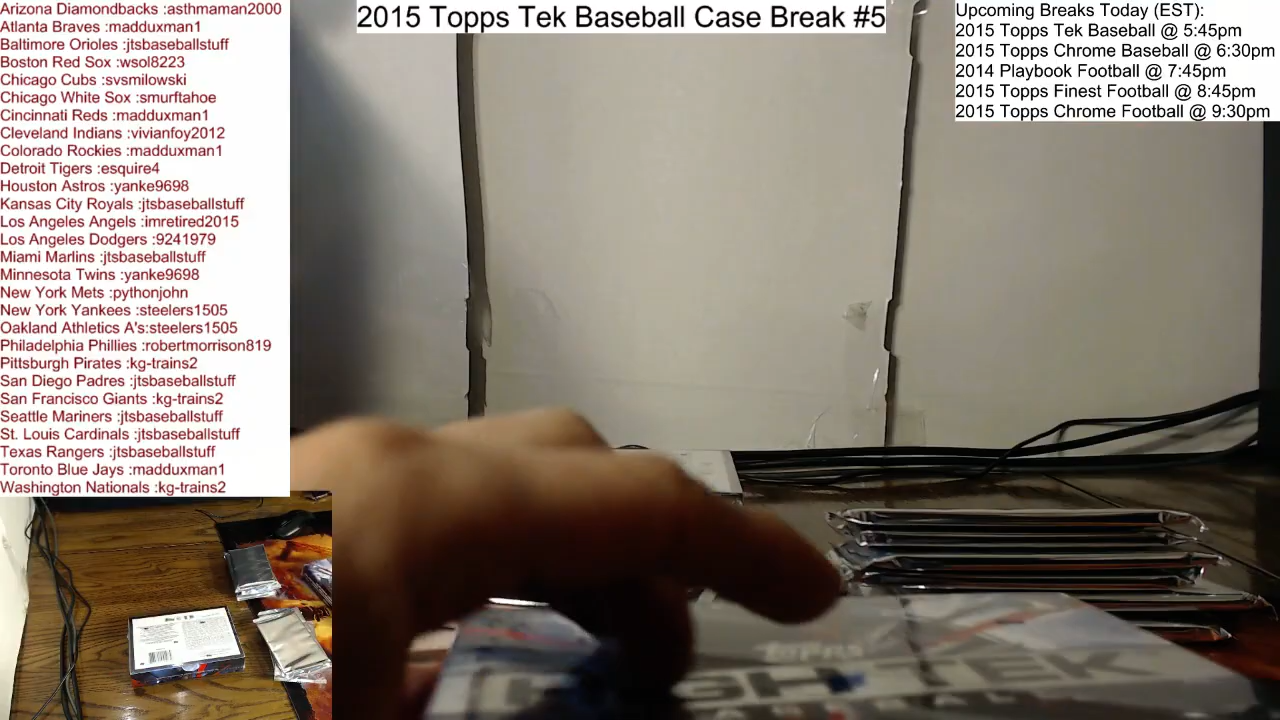 Arizona Diamondbacks :asthmaman2000
Atlanta Braves :madduxman1
Baltimore Orioles :jtsbaseballstuff
Boston Red Sox :wsol8223
Chicago Cubs :svsmilowski
Chicago White Sox :smurftahoe
Cincinnati Reds :madduxman1
Cleveland Indians :vivianfoy2012
Colorado Rockies :madduxman1
Detroit Tigers :esquire4
Houston Astros :yanke9698
Kansas City Royals :jtsbaseballstuff
Los Angeles Angels :imretired2015
Los Angeles Dodgers :9241979
Miami Marlins :jtsbaseballstuff
Minnesota Twins :yanke9698
New York Mets :pythonjohn
New York Yankees :steelers1505
Oakland Athletics A's:steelers1505
Philadelphia Phillies :robertmorrison819
Pittsburgh Pirates :kg-trains2
San Diego Padres :jtsbaseballstuff
San Francisco Giants :kg-trains2
Seattle Mariners :jtsbaseballstuff
St. Louis Cardinals :jtsbaseballstuff
Texas Rangers :jtsbaseballstuff
Toronto Blue Jays :madduxman1
Washington Nationals :kg-trains2
2015 Topps Tek Baseball Case Break #5
Upcoming Breaks Today (EST):
2015 Topps Tek Baseball @ 5:45pm
2015 Topps Chrome Baseball @ 6:30pm
2014 Playbook Football @ 7:45pm
2015 Topps Finest Football @ 8:45pm
2015 Topps Chrome Football @ 9:30pm
Topps
HIGH TEK